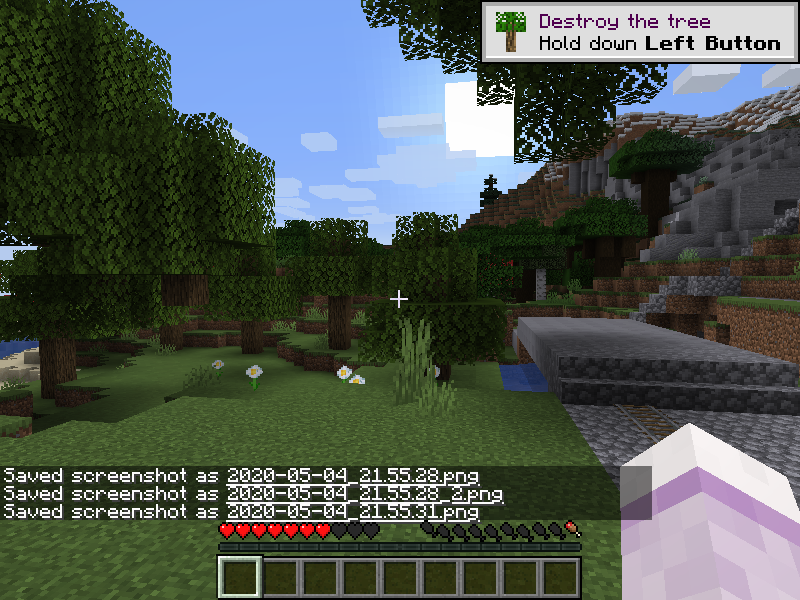 Destroy the tree
Hold down Left Button
Saved screenshot as 2020-05-04_21.55.28.png
Saved screenshot as 2020-05-04_21.55.28_2.png
Saved screenshot as 2020-05-04_21.55.31.png